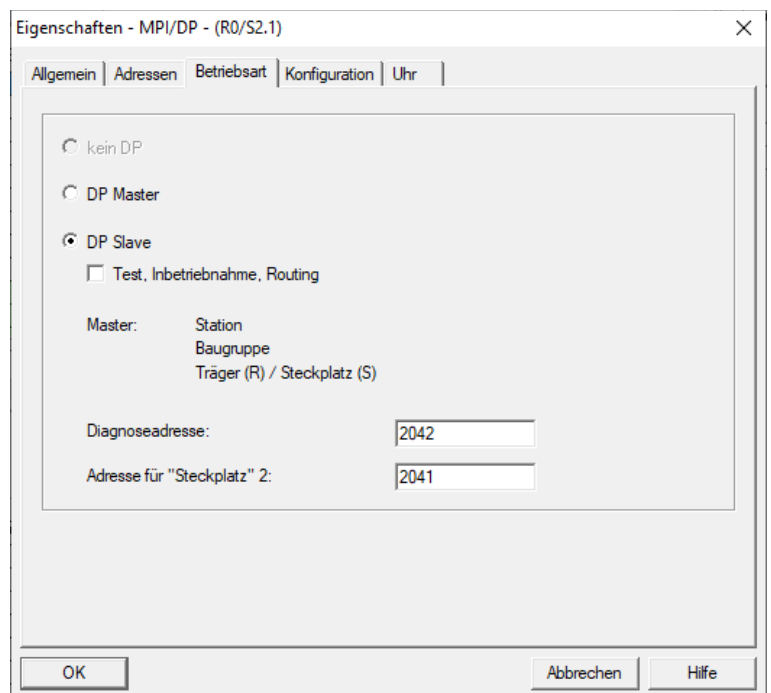 Eigenschaften - MPI/DP - (R0/S2.1)
Allgemein Adressen Betriebsart Konfiguration Uhr
kein DP
DP Master
DP Slave
Test, Inbetriebnahme, Routing
Master: Station
Baugruppe
Träger (R) / Steckplatz (S)
Diagnoseadresse: 2042
Adresse für "Steckplatz" 2: 2041
OK Abbrechen Hilfe